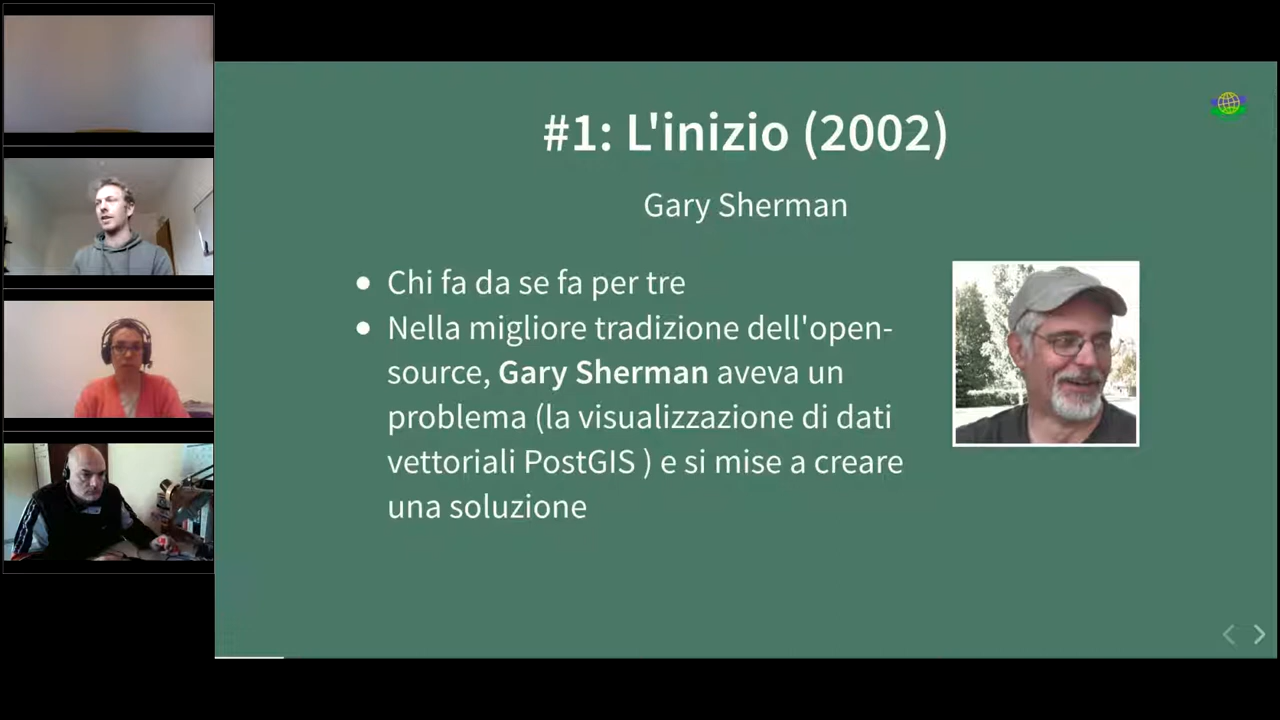 #1: L'inizio (2002)
Gary Sherman
Chi fa da se fa per tre
Nella migliore tradizione dell'open-
source, Gary Sherman aveva un
problema (la visualizzazione di dati
vettoriali PostGIS ) e si mise a creare
una soluzione